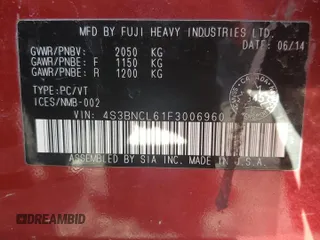 MFD. BY FUJI HEAVY INDUSTRIES LTD.
DATE: 06/14
GVWR/PNBV: 2050 KG
GAWR/PNBE: F 1150 KG
GAWR/PNBE: R 1200 KG
TYPE:PC/VT
ICES/NMB-002
VIN: 4S3BNCL61F3006960
ASSEMBLED BY SIA INC. MADE IN U.S.A.
DREAMBID